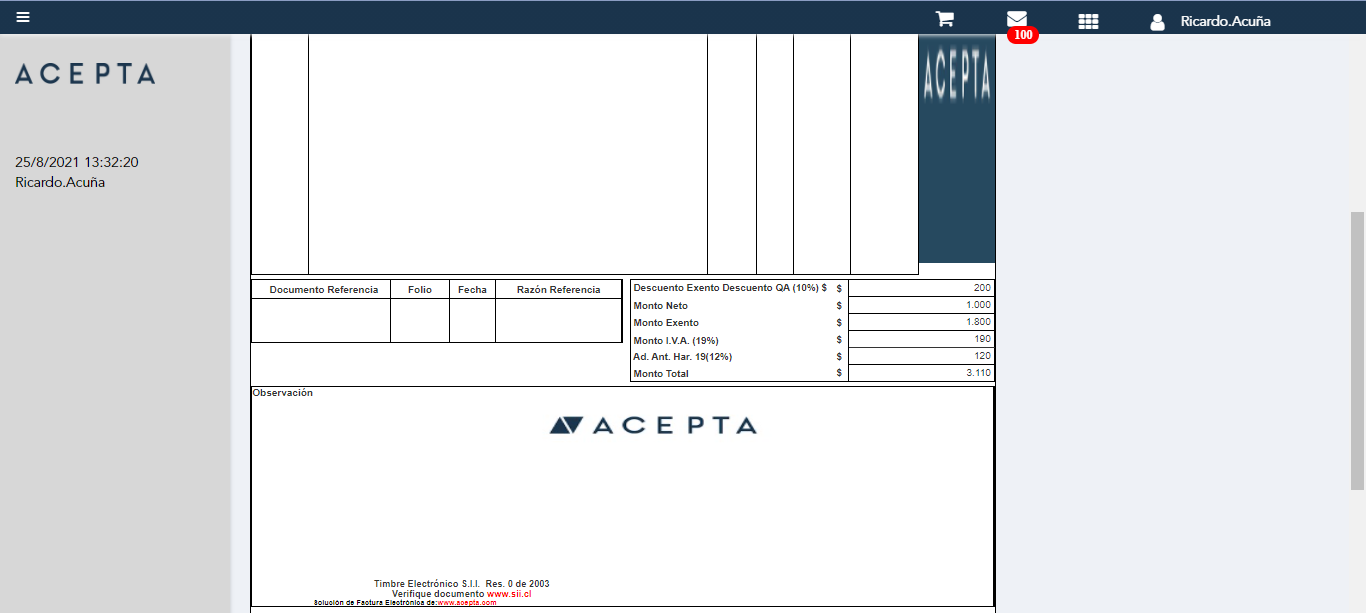 100
Ricardo.Acuña
ACEPTA
25/8/2021 13:32:20
Ricardo.Acuña
ACEPTA
Documento Referencia Folio Fecha Razón Referencia
Descuento Exento Descuento QA (10%) $ $ 200
Monto Neto $ 1.000
Monto Exento $ 1.800
Monto I.V.A. (19%) $ 190
Ad. Ant. Har. 19(12%) $ 120
Monto Total $ 3.110
Observación
ACEPTA
Timbre Electrónico S.I.I. Res. 0 de 2003
Verifique documento www.sii.cl
Solución de Factura Electrónica de:www.acepta.com